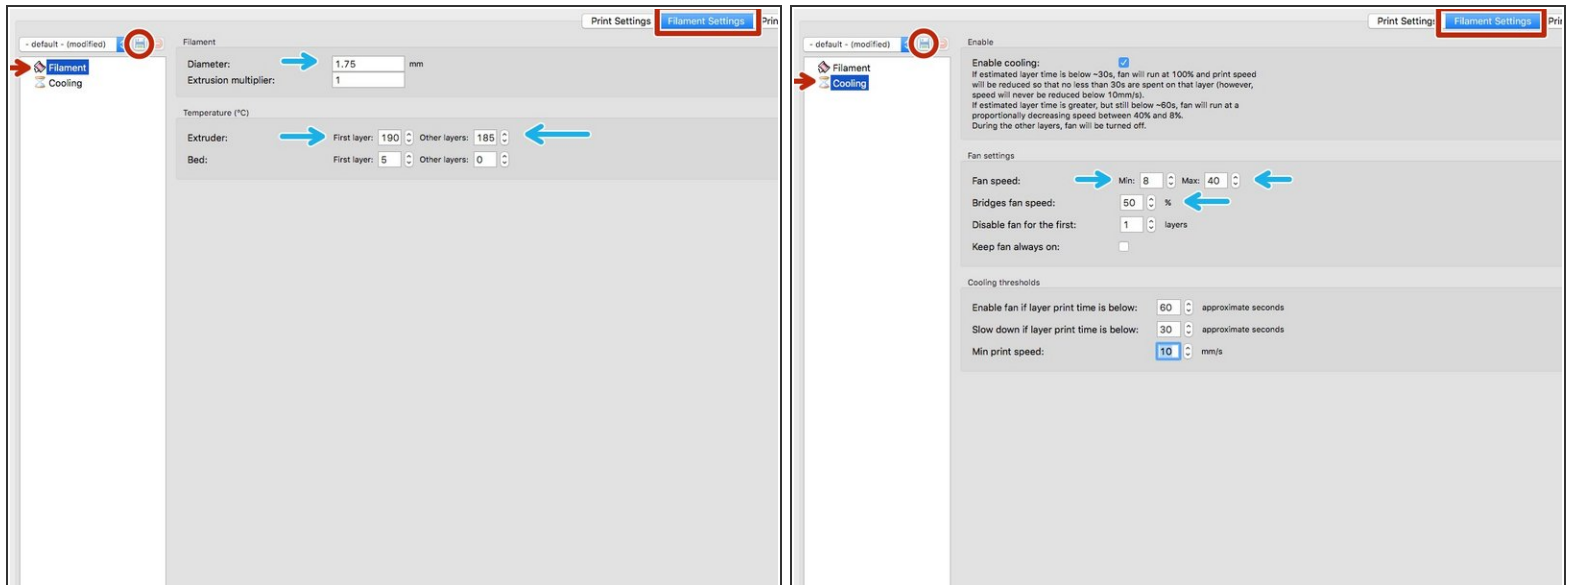 Print Settings Filament Settings Prin
- default - (modified)
Filament
Cooling
Filament
Diameter: 1.75 mm
Extrusion multiplier: 1
Temperature (°C)
Extruder: First layer: 190 Other layers: 185
Bed: First layer: 5 Other layers: 0
Print Settings Filament Settings Pri
- default - (modified)
Filament
Cooling
Enable
Enable cooling:
If estimated layer time is below ~30s, fan will run at 100% and print speed
will be reduced so that no less than 30s are spent on that layer (however,
speed will never be reduced below 10mm/s).
If estimated layer time is greater, but still below ~60s, fan will run at a
proportionally decreasing speed between 40% and 8%.
During the other layers, fan will be turned off.
Fan settings
Fan speed: Min: 8 Max: 40
Bridges fan speed: 50 %
Disable fan for the first: 1 layers
Keep fan always on:
Cooling thresholds
Enable fan if layer print time is below: 60 approximate seconds
Slow down if layer print time is below: 30 approximate seconds
Min print speed: 10 mm/s